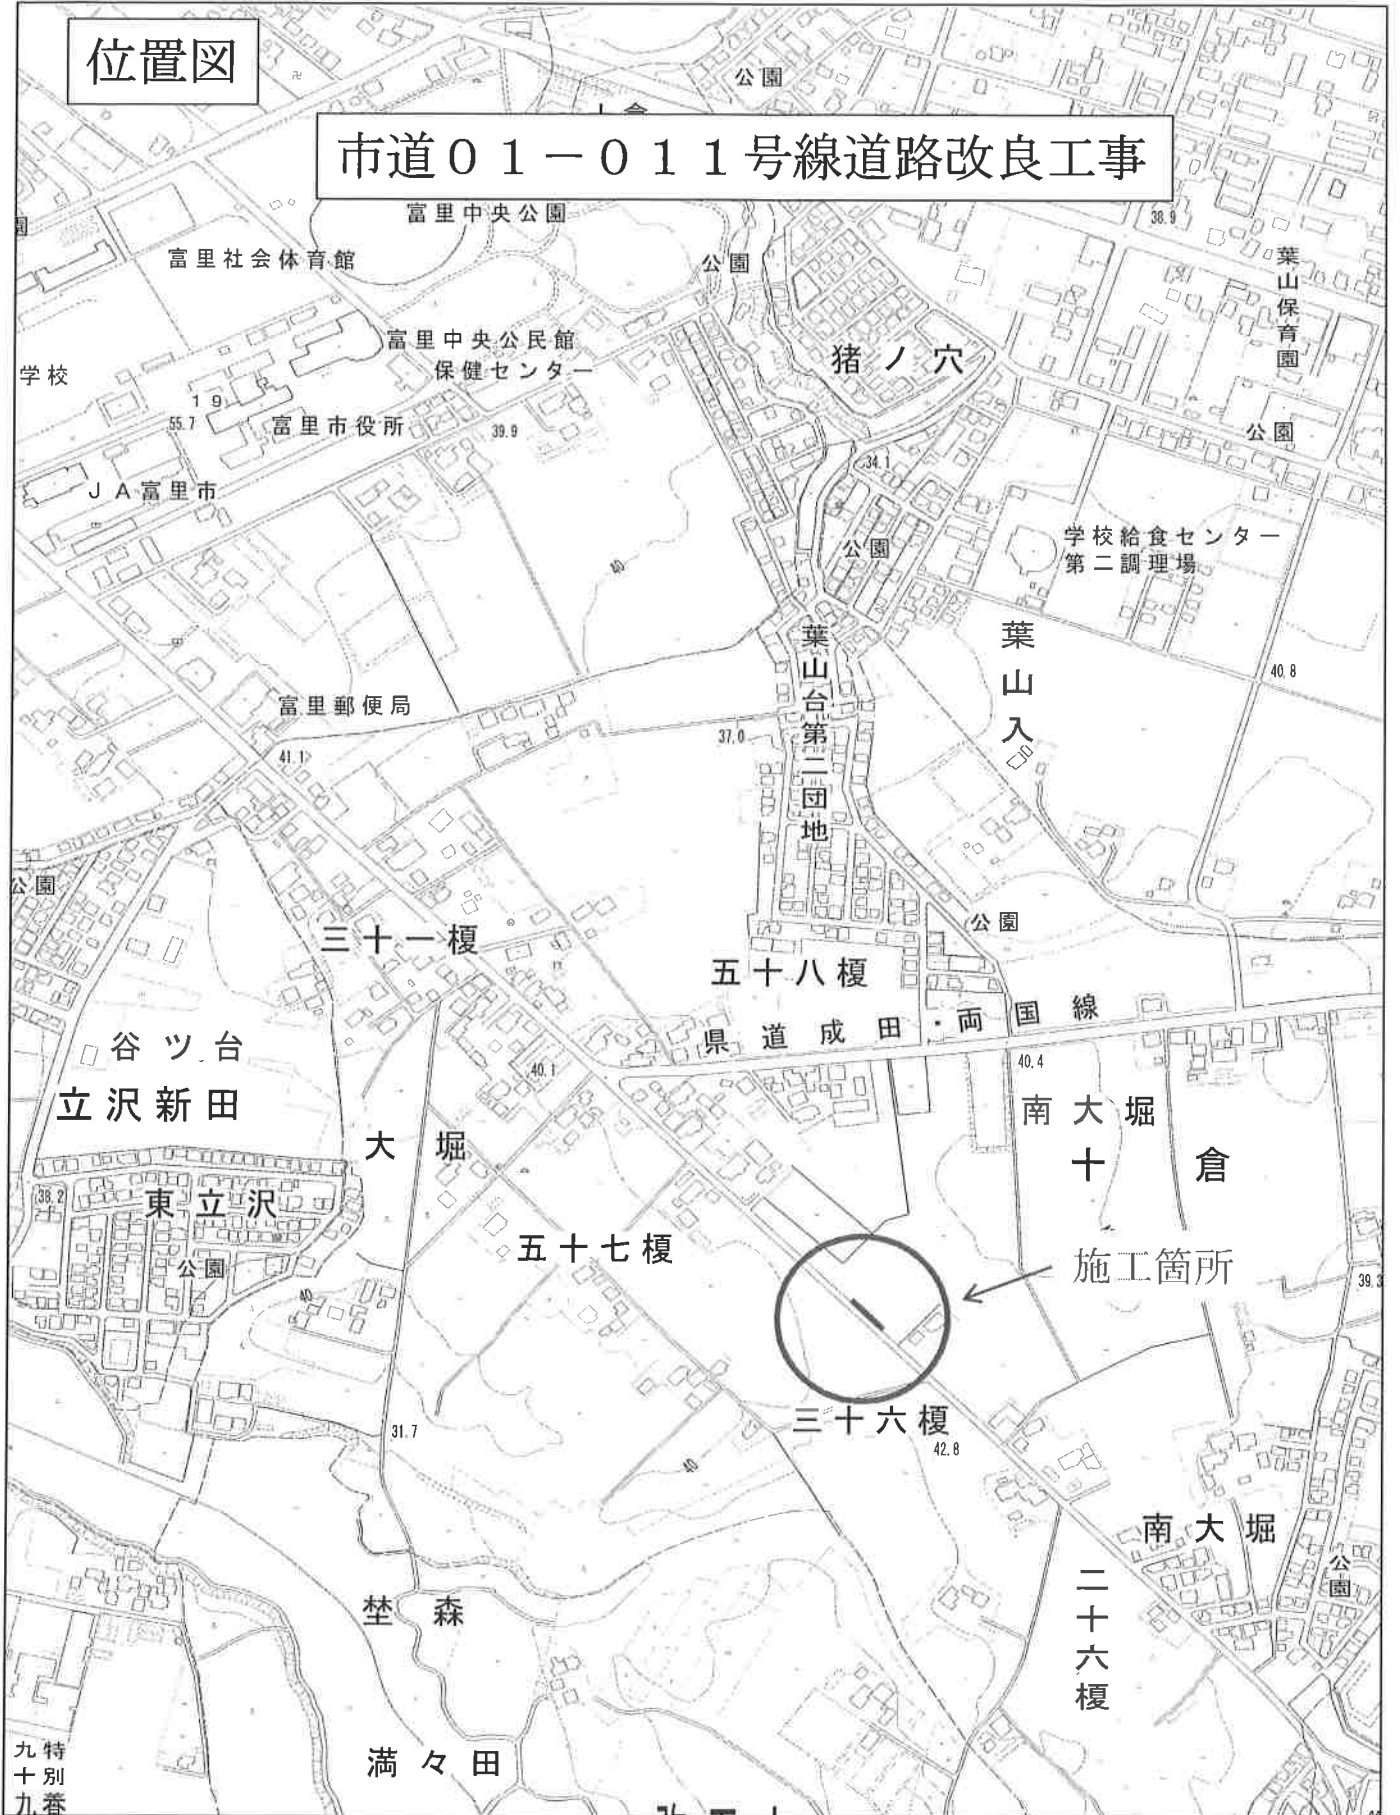 位置図
公園
市道０１－０１１号線道路改良工事
富里中央公園
38.9
園
富里社会体育館
公園
葉山保育園
富里中央公民館
保健センター
猪ノ穴
学校
19
55.7
富里市役所
39.9
公園
34.1
ＪＡ富里市
学校給食センター
第二調理場
公園
40
葉山台第二団地
葉山入
40.8
富里郵便局
37.0
41.1
公園
公園
三十一榎
五十八榎
県道成田・両国線
谷ツ台
40.1
40.4
立沢新田
南大堀
大堀
十倉
38.2
東立沢
五十七榎
施工箇所
公園
40
39.3
三十六榎
31.7
42.8
40
南大堀
公園
二十六榎
埜森
満々田
特別巻
九十九